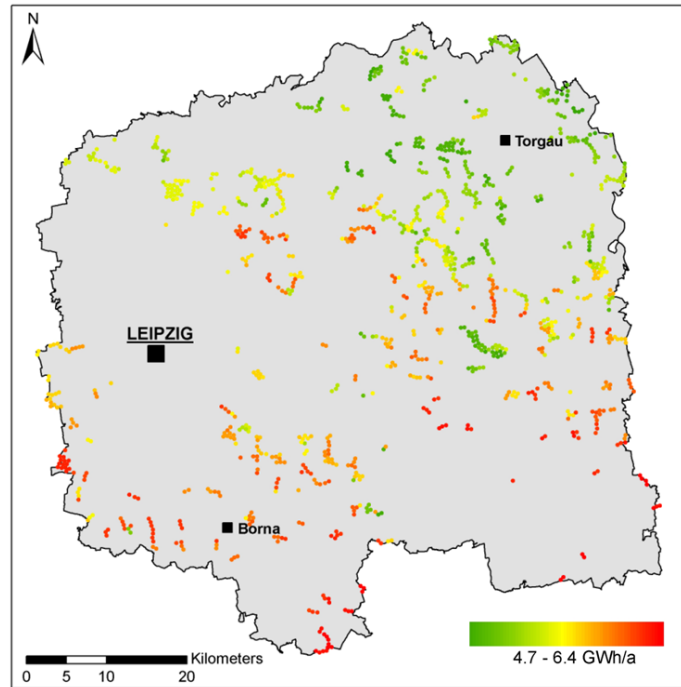 N
Torgau
LEIPZIG
Borna
Kilometers
0 5 10 20
4.7 - 6.4 GWh/a